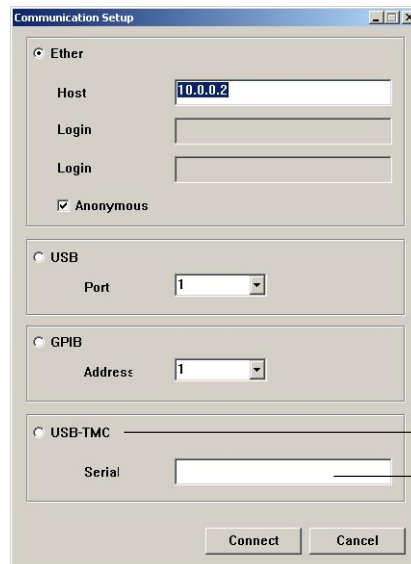 Communication Setup
Ether
Host 10.0.0.2
Login
Login
Anonymous
USB
Port 1
GPIB
Address 1
USB-TMC
Serial
Connect Cancel